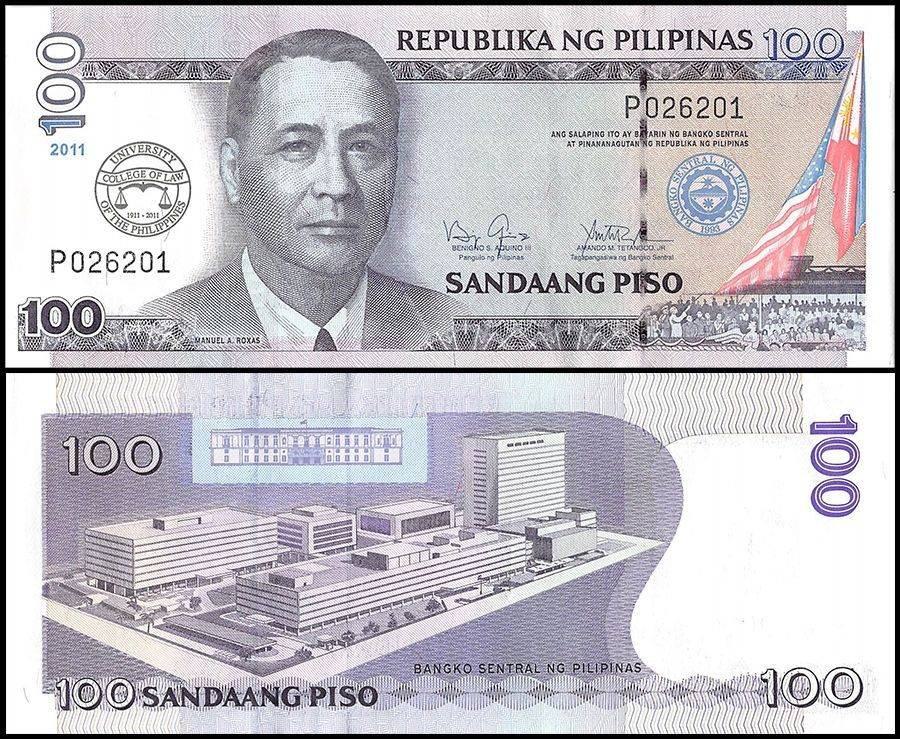 REPUBLIKA NG PILIPINAS
100
100
P026201
2011
ANG SALAPING ITO AY BAYARIN NG BANGKO SENTRAL
AT PINANANAGUTAN NG REPUBLIKA NG PILIPINAS
UNIVERSITY
COLLEGE OF LAW
1911 - 2011
OF THE PHILIPPINES
BANGKO SENTRAL NG PILIPINAS
1993
P026201
BENIGNO S. AQUINO III
Pangulo ng Pilipinas
AMANDO M. TETANGCO, JR.
Tagapangasiwa ng Bangko Sentral
SANDAANG PISO
100
MANUEL A. ROXAS
100
100
BANGKO SENTRAL NG PILIPINAS
100 SANDAANG PISO
100